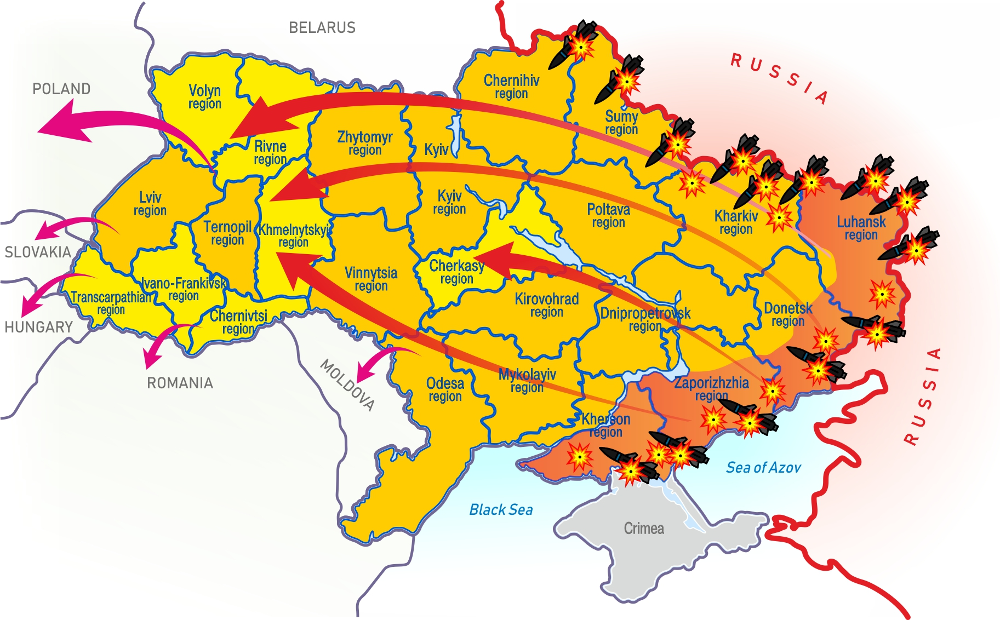 BELARUS
RUSSIA
POLAND
Volyn
region
Chernihiv
region
Sumy
region
Zhytomyr
region
Rivne
region
Kyiv
Lviv
region
Kyiv
region
Poltava
region
Kharkiv
region
Luhansk
region
Ternopil
region
Khmelnytskyi
region
SLOVAKIA
Vinnytsia
region
Cherkasy
region
Ivano-Frankivsk
region
Transcarpathian
region
Kirovohrad
region
Dnipropetrovsk
region
Donetsk
region
Chernivtsi
region
HUNGARY
ROMANIA
MOLDOVA
Odesa
region
Mykolayiv
region
Zaporizhzhia
region
RUSSIA
Kherson
region
Sea of Azov
Black Sea
Crimea